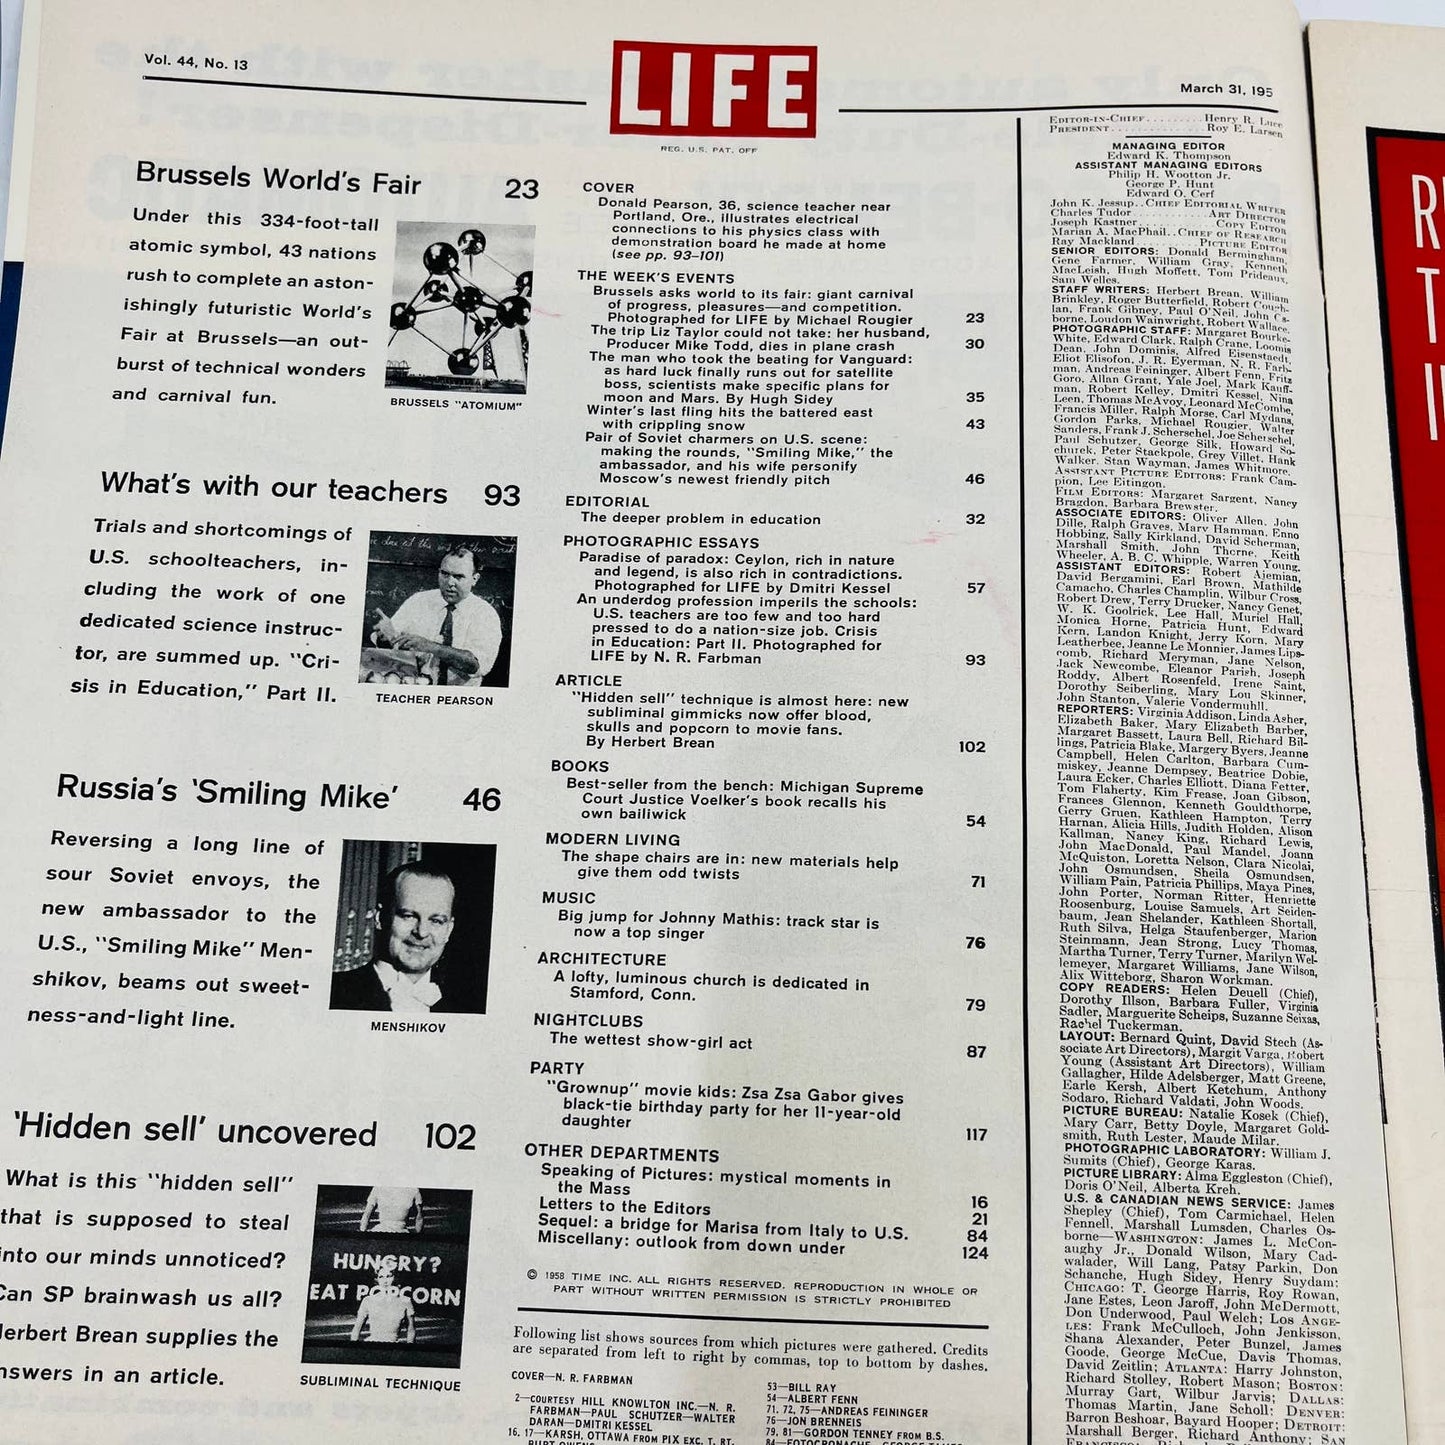 Vol. 44, No. 13
LIFE
REG. U.S. PAT. OFF
March 31, 195
Brussels World's Fair 23
Under this 334-foot-tall
atomic symbol, 43 nations
rush to complete an aston-
ishingly futuristic World's
Fair at Brussels—an out-
burst of technical wonders
and carnival fun.
BRUSSELS "ATOMIUM"
What's with our teachers 93
Trials and shortcomings of
U.S. schoolteachers, in-
cluding the work of one
dedicated science instruc-
tor, are summed up. "Cri-
sis in Education," Part II.
TEACHER PEARSON
Russia's 'Smiling Mike' 46
Reversing a long line of
sour Soviet envoys, the
new ambassador to the
U.S., "Smiling Mike" Men-
shikov, beams out sweet-
ness-and-light line.
MENSHIKOV
'Hidden sell' uncovered 102
What is this "hidden sell"
that is supposed to steal
into our minds unnoticed?
Can SP brainwash us all?
Herbert Brean supplies the
nswers in an article.
HUNGRY?
EAT POPCORN
SUBLIMINAL TECHNIQUE
COVER
Donald Pearson, 36, science teacher near
Portland, Ore., illustrates electrical
connections to his physics class with
demonstration board he made at home
(see pp. 93–101)
THE WEEK'S EVENTS
Brussels asks world to its fair: giant carnival
of progress, pleasures—and competition.
Photographed for LIFE by Michael Rougier 23
The trip Liz Taylor could not take: her husband,
Producer Mike Todd, dies in plane crash 30
The man who took the beating for Vanguard:
as hard luck finally runs out for satellite
boss, scientists make specific plans for
moon and Mars. By Hugh Sidey 35
Winter's last fling hits the battered east
with crippling snow 43
Pair of Soviet charmers on U.S. scene:
making the rounds, "Smiling Mike," the
ambassador, and his wife personify
Moscow's newest friendly pitch 46
EDITORIAL
The deeper problem in education 32
PHOTOGRAPHIC ESSAYS
Paradise of paradox: Ceylon, rich in nature
and legend, is also rich in contradictions.
Photographed for LIFE by Dmitri Kessel 57
An underdog profession imperils the schools:
U.S. teachers are too few and too hard
pressed to do a nation-size job. Crisis
in Education: Part II. Photographed for
LIFE by N. R. Farbman 93
ARTICLE
"Hidden sell" technique is almost here: new
subliminal gimmicks now offer blood,
skulls and popcorn to movie fans.
By Herbert Brean 102
BOOKS
Best-seller from the bench: Michigan Supreme
Court Justice Voelker's book recalls his
own bailiwick 54
MODERN LIVING
The shape chairs are in: new materials help
give them odd twists 71
MUSIC
Big jump for Johnny Mathis: track star is
now a top singer 76
ARCHITECTURE
A lofty, luminous church is dedicated in
Stamford, Conn. 79
NIGHTCLUBS
The wettest show-girl act 87
PARTY
"Grownup" movie kids: Zsa Zsa Gabor gives
black-tie birthday party for her 11-year-old
daughter 117
OTHER DEPARTMENTS
Speaking of Pictures: mystical moments in
the Mass 16
Letters to the Editors 21
Sequel: a bridge for Marisa from Italy to U.S. 84
Miscellany: outlook from down under 124
© 1958 TIME INC. ALL RIGHTS RESERVED. REPRODUCTION IN WHOLE OR
PART WITHOUT WRITTEN PERMISSION IS STRICTLY PROHIBITED
Following list shows sources from which pictures were gathered. Credits
are separated from left to right by commas, top to bottom by dashes.
COVER—N. R. FARBMAN
2—COURTESY HILL KNOWLTON INC.—N. R.
FARBMAN—PAUL SCHUTZER—WALTER
DARAN—DMITRI KESSEL
16, 17—KARSH, OTTAWA FROM PIX EXC. T. RT.
53—BILL RAY
54—ALBERT FENN
71, 72, 75—ANDREAS FEININGER
76—JON BRENNEIS
79, 81—GORDON TENNEY FROM B.S.
EDITOR-IN-CHIEF.........Henry R. Luce
PRESIDENT..............Roy E. Larsen
MANAGING EDITOR
Edward K. Thompson
ASSISTANT MANAGING EDITORS
Philip H. Wootton Jr.
George P. Hunt
Edward O. Cerf
John K. Jessup..CHIEF EDITORIAL WRITER
Charles Tudor..........ART DIRECTOR
Joseph Kastner..........COPY EDITOR
Marian A. MacPhail..CHIEF OF RESEARCH
Ray Mackland.........PICTURE EDITOR
SENIOR EDITORS: Donald Bermingham,
Gene Farmer, William Gray, Kenneth
MacLeish, Hugh Moffett, Tom Prideaux,
Sam Welles.
STAFF WRITERS: Herbert Brean, William
Brinkley, Roger Butterfield, Robert Cough-
lan, Frank Gibney, Paul O'Neil, John Os-
borne, Loudon Wainwright, Robert Wallace.
PHOTOGRAPHIC STAFF: Margaret Bourke-
White, Edward Clark, Ralph Crane, Loomis
Dean, John Dominis, Alfred Eisenstaedt,
Eliot Elisofon, J. R. Eyerman, N. R. Farb-
man, Andreas Feininger, Albert Fenn, Fritz
Goro, Allan Grant, Yale Joel, Mark Kauff-
man, Robert Kelley, Dmitri Kessel, Nina
Leen, Thomas McAvoy, Leonard McCombe,
Francis Miller, Ralph Morse, Carl Mydans,
Gordon Parks, Michael Rougier, Walter
Sanders, Frank J. Scherschel, Joe Scherschel,
Paul Schutzer, George Silk, Howard So-
churek, Peter Stackpole, Grey Villet, Hank
Walker, Stan Wayman, James Whitmore.
ASSISTANT PICTURE EDITORS: Frank Cam-
pion, Lee Eitingon.
FILM EDITORS: Margaret Sargent, Nancy
Bragdon, Barbara Brewster.
ASSOCIATE EDITORS: Oliver Allen, John
Dille, Ralph Graves, Mary Hamman, Enno
Hobbing, Sally Kirkland, David Scherman,
Marshall Smith, John Thorne, Keith
Wheeler, A. B. C. Whipple, Warren Young.
ASSISTANT EDITORS: Robert Ajemian,
David Bergamini, Earl Brown, Mathilde
Camacho, Charles Champlin, Wilbur Cross,
Robert Drew, Terry Drucker, Nancy Genet,
W. K. Goolrick, Lee Hall, Muriel Hall,
Monica Horne, Patricia Hunt, Edward
Kern, Landon Knight, Jerry Korn, Mary
Leatherbee, Jeanne Le Monnier, James Lips-
comb, Richard Meryman, Jane Nelson,
Jack Newcombe, Eleanor Parish, Joseph
Roddy, Albert Rosenfeld, Irene Saint,
Dorothy Seiberling, Mary Lou Skinner,
John Stanton, Valerie Vondermuhll.
REPORTERS: Virginia Addison, Linda Asher,
Elizabeth Baker, Mary Elizabeth Barber,
Margaret Bassett, Laura Bell, Richard Bil-
lings, Patricia Blake, Margery Byers, Jeanne
Campbell, Helen Carlton, Barbara Cum-
miskey, Jeanne Dempsey, Beatrice Dobie,
Laura Ecker, Charles Elliott, Diana Fetter,
Tom Flaherty, Kim Frease, Joan Gibson,
Frances Glennon, Kenneth Gouldthorpe,
Gerry Gruen, Kathleen Hampton, Terry
Harnan, Alicia Hills, Judith Holden, Alison
Kallman, Nancy King, Richard Lewis,
John MacDonald, Paul Mandel, Joann
McQuiston, Loretta Nelson, Clara Nicolai,
John Osmundsen, Sheila Osmundsen,
William Pain, Patricia Phillips, Maya Pines,
John Porter, Norman Ritter, Henriette
Roosenburg, Louise Samuels, Art Seiden-
baum, Jean Shelander, Kathleen Shortall,
Ruth Silva, Helga Staufenberger, Marion
Steinmann, Jean Strong, Lucy Thomas,
Martha Turner, Terry Turner, Marilyn Wel-
lemeyer, Margaret Williams, Jane Wilson,
Alix Witteborg, Sharon Workman.
COPY READERS: Helen Deuell (Chief),
Dorothy Illson, Barbara Fuller, Virginia
Sadler, Marguerite Scheips, Suzanne Seixas,
Rachel Tuckerman.
LAYOUT: Bernard Quint, David Stech (As-
sociate Art Directors), Margit Varga, Robert
Young (Assistant Art Directors), William
Gallagher, Hilde Adelsberger, Matt Greene,
Earle Kersh, Albert Ketchum, Anthony
Sodaro, Richard Valdati, John Woods.
PICTURE BUREAU: Natalie Kosek (Chief),
Mary Carr, Betty Doyle, Margaret Gold-
smith, Ruth Lester, Maude Milar.
PHOTOGRAPHIC LABORATORY: William J.
Sumits (Chief), George Karas.
PICTURE LIBRARY: Alma Eggleston (Chief),
Doris O'Neil, Alberta Kreh.
U.S. & CANADIAN NEWS SERVICE: James
Shepley (Chief), Tom Carmichael, Helen
Fennell, Marshall Lumsden, Charles Os-
borne—WASHINGTON: James L. McCon-
aughy Jr., Donald Wilson, Mary Cad-
walader, Will Lang, Patsy Parkin, Don
Schanche, Hugh Sidey, Henry Suydam;
CHICAGO: T. George Harris, Roy Rowan,
Jane Estes, Leon Jaroff, John McDermott,
Don Underwood, Paul Welch; LOS ANGE-
LES: Frank McCulloch, John Jenkisson,
Shana Alexander, Peter Bunzel, James
Goode, George McCue, Davis Thomas,
David Zeitlin; ATLANTA: Harry Johnston,
Richard Stolley, Robert Mason; BOSTON:
Murray Gart, Wilbur Jarvis; DALLAS:
Thomas Martin, Jane Scholl; DENVER:
Barron Beshoar, Bayard Hooper; DETROIT:
Marshall Berger, Richard Anthony; SAN